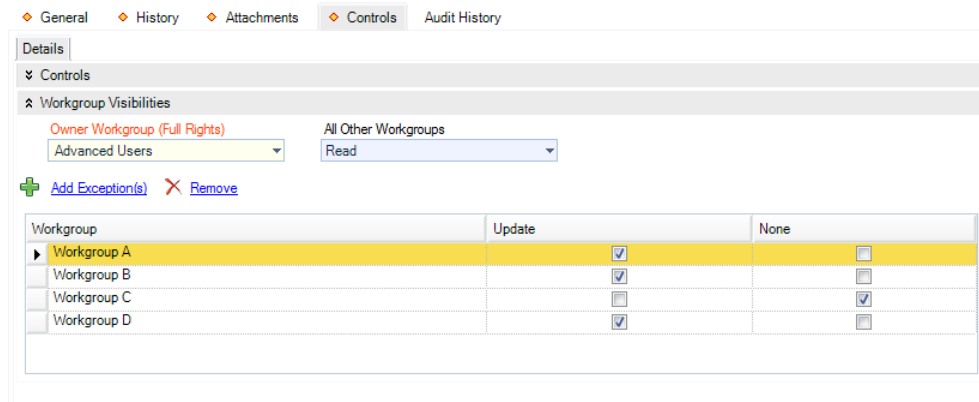 General History Attachments Controls Audit History
Details
Controls
Workgroup Visibilities
Owner Workgroup (Full Rights) All Other Workgroups
Advanced Users Read
Add Exception(s) Remove
Workgroup Update None
Workgroup A
Workgroup B
Workgroup C
Workgroup D